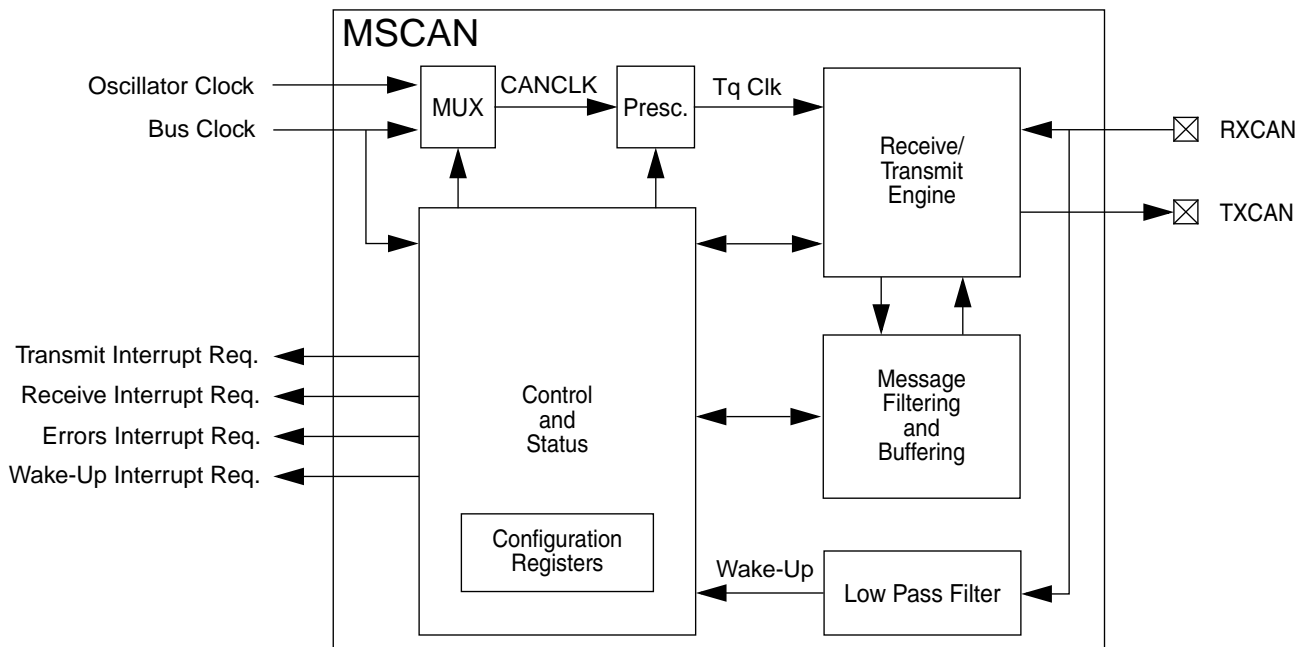 MSCAN
Oscillator Clock
Bus Clock
MUX
CANCLK
Presc.
Tq Clk
Receive/
Transmit
Engine
RXCAN
TXCAN
Transmit Interrupt Req.
Receive Interrupt Req.
Errors Interrupt Req.
Wake-Up Interrupt Req.
Control
and
Status
Message
Filtering
and
Buffering
Configuration
Registers
Wake-Up
Low Pass Filter